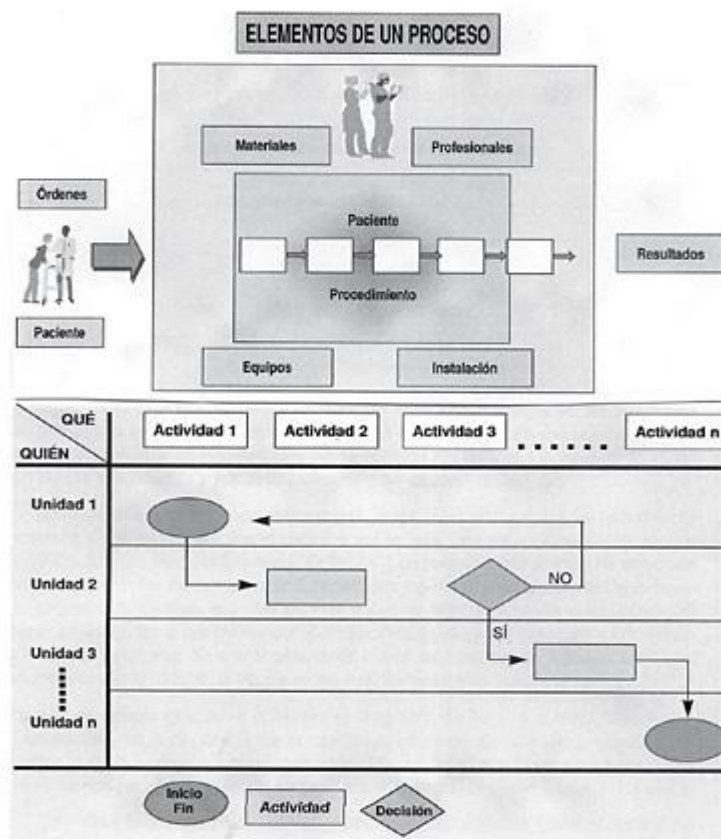 ELEMENTOS DE UN PROCESO
Materiales
Profesionales
Órdenes
Paciente
Resultados
Procedimiento
Paciente
Equipos
Instalación
QUÉ
QUIÉN
Actividad 1
Actividad 2
Actividad 3
Actividad n
Unidad 1
Unidad 2
NO
SÍ
Unidad 3
Unidad n
Inicio
Fin
Actividad
Decisión